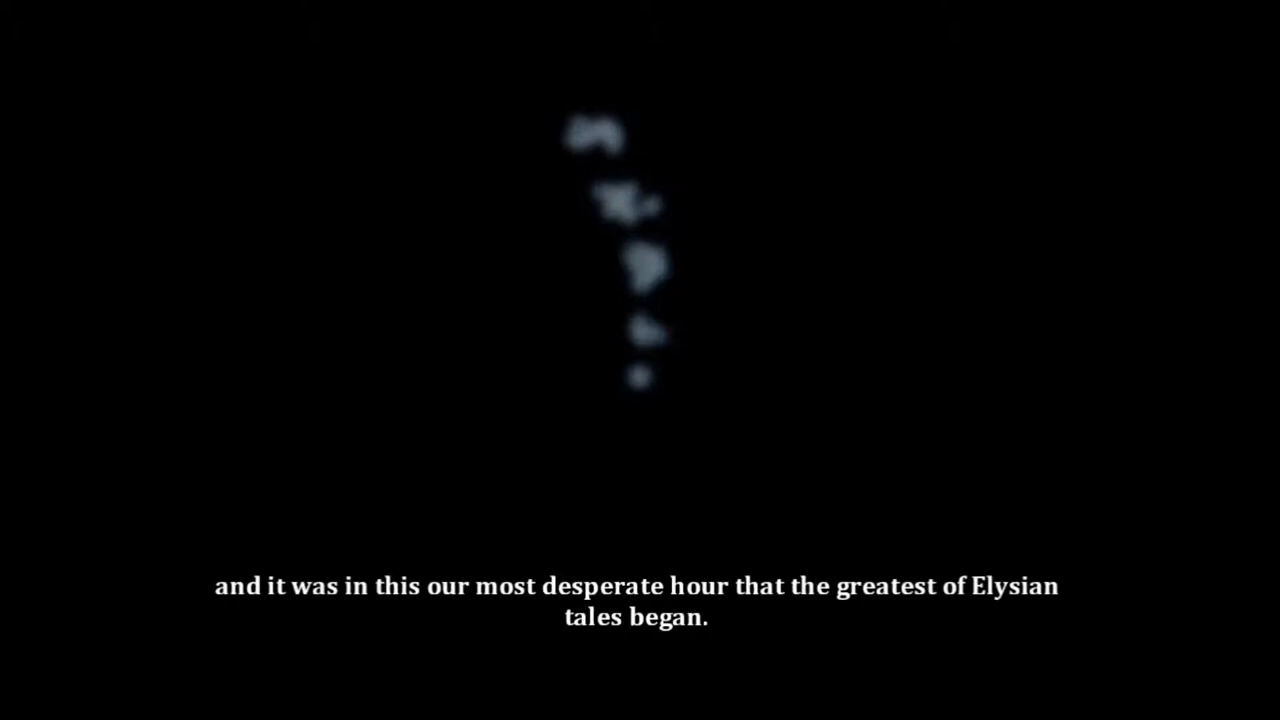 and it was in this our most desperate hour that the greatest of Elysian
tales began.